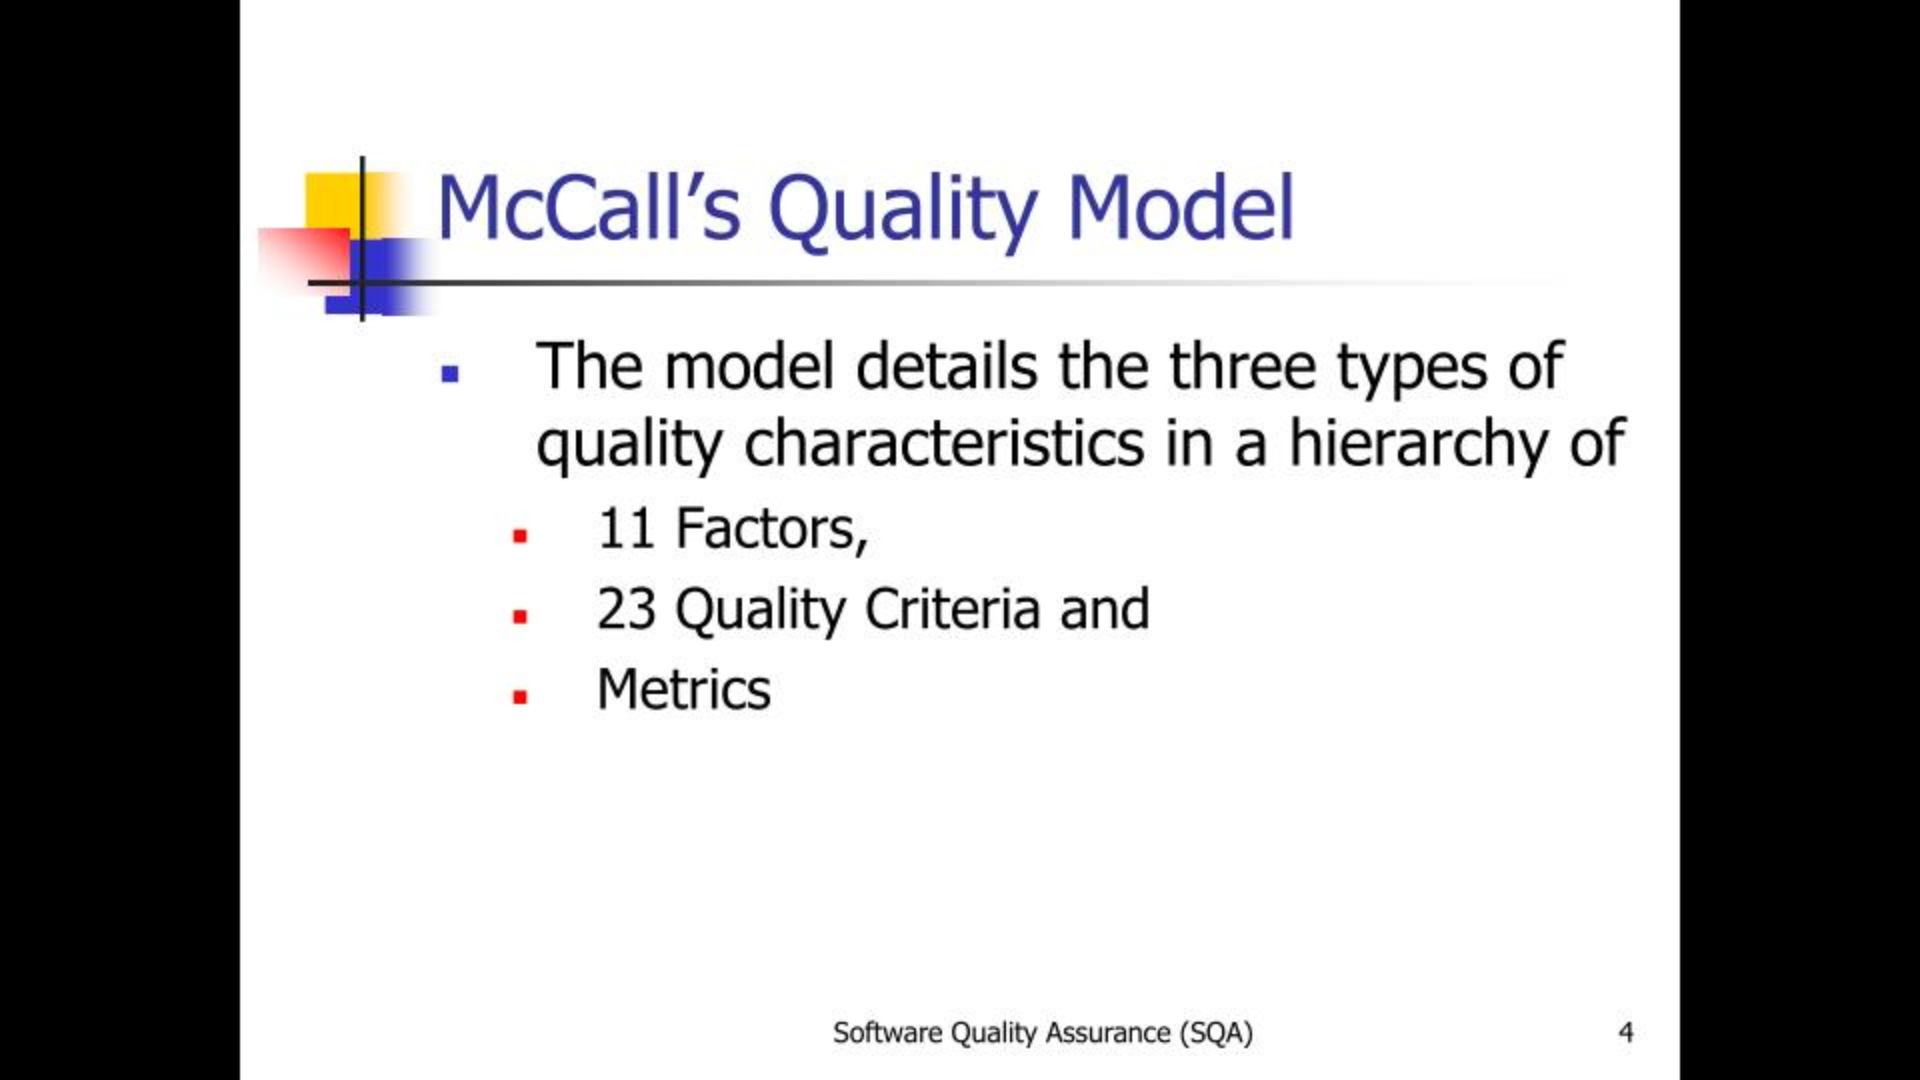 McCall’s Quality Model
The model details the three types of
quality characteristics in a hierarchy of
11 Factors,
23 Quality Criteria and
Metrics
Software Quality Assurance (SQA)
4